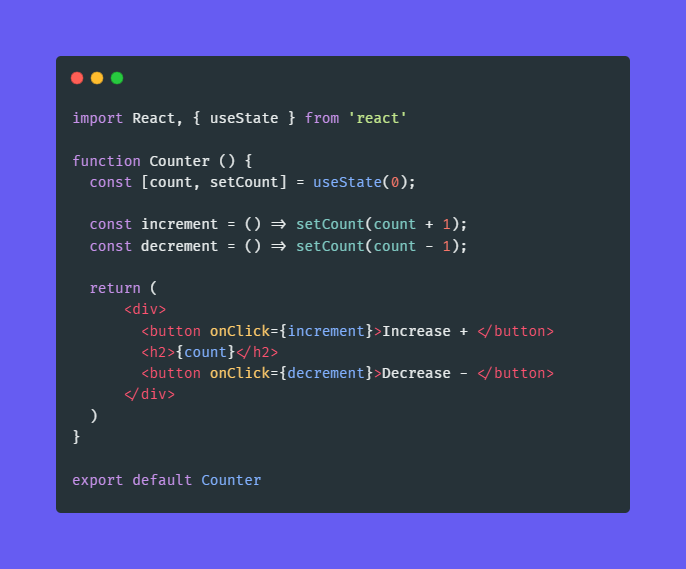 import React, { useState } from 'react'
function Counter () {
  const [count, setCount] = useState(0);
  const increment = () => setCount(count + 1);
  const decrement = () => setCount(count - 1);
  return (
      <div>
        <button onClick={increment}>Increase + </button>
        <h2>{count}</h2>
        <button onClick={decrement}>Decrease - </button>
      </div>
  )
}
export default Counter